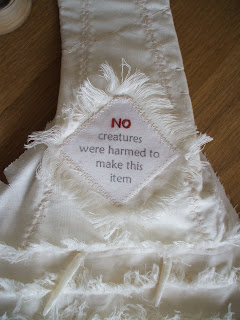 NO
creatures
were harmed to
make this
item